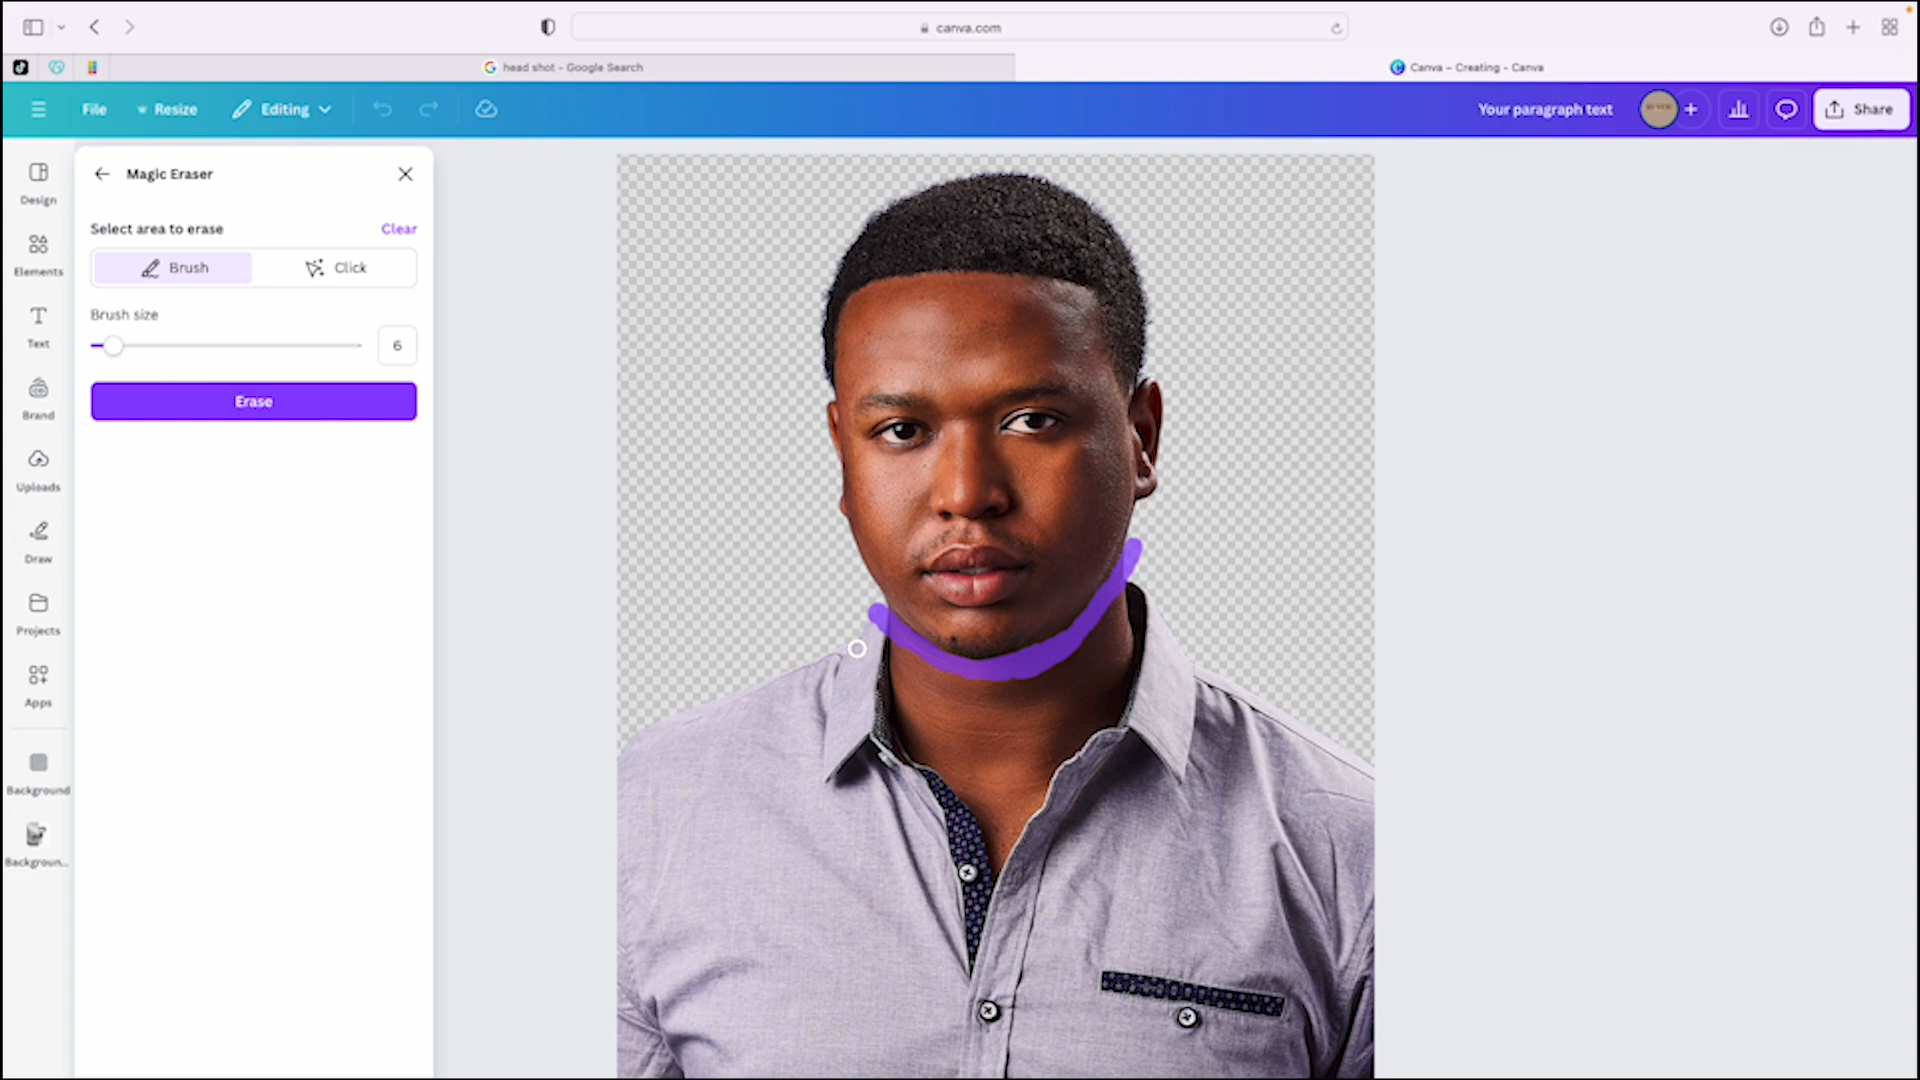 canva.com
head shot - Google Search
Canva – Creating - Canva
File
Resize
Editing
Your paragraph text
Share
Design
Elements
Text
Brand
Uploads
Draw
Projects
Apps
Background
Backgroun...
Magic Eraser
Select area to erase
Clear
Brush
Click
Brush size
6
Erase